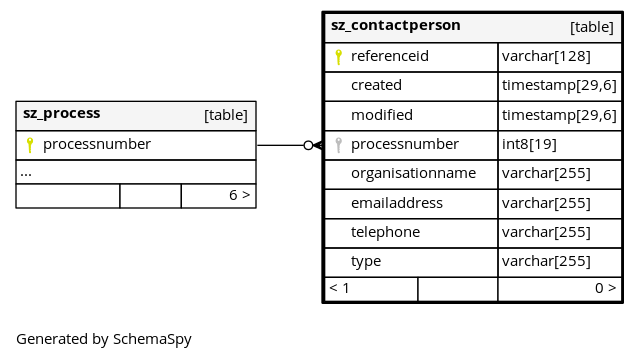 sz_process [table]
processnumber
...
6 >
sz_contactperson [table]
referenceid varchar[128]
created timestamp[29,6]
modified timestamp[29,6]
processnumber int8[19]
organisationname varchar[255]
emailaddress varchar[255]
telephone varchar[255]
type varchar[255]
< 1 0 >
Generated by SchemaSpy